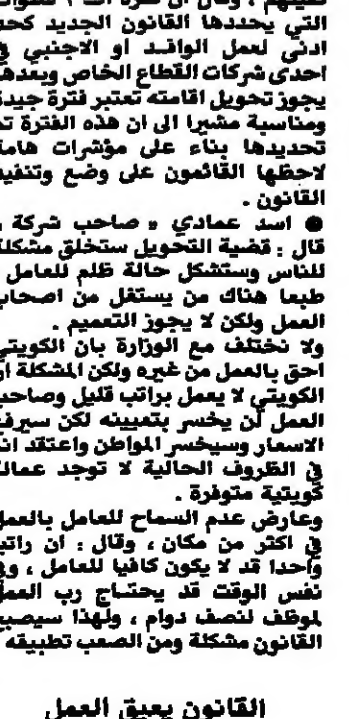 التي يحددها القانون الجديد كحد
ادنى لعمل الوافد او الاجنبي في
احدى شركات القطاع الخاص وبعدها
يجوز تحويل اقامته تعتبر فترة جيدة
ومناسبة مشيرا الى ان هذه الفترة تم
تحديدها بناء على مؤشرات هامة
لاحظها القائمون على وضع وتنفيذ
القانون .
● اسد عمادي « صاحب شركة »
قال : قضية التحويل ستخلق مشكلة
للناس وستشكل حالة ظلم للعامل
طبعا هناك من يستغل من اصحاب
العمل ولكن لا يجوز التعميم .
ولا نختلف مع الوزارة بان الكويتي
احق بالعمل من غيره ولكن المشكلة ان
الكويتي لا يعمل براتب قليل وصاحب
العمل لن يخسر بتعيينه لكن سيرفع
الاسعار وسيخسر المواطن واعتقد انه
في الظروف الحالية لا توجد عمالة
كويتية متوفرة .
وعارض عدم السماح للعامل بالعمل
في اكثر من مكان ، وقال : ان راتبا
واحدا قد لا يكون كافيا للعامل ، وفي
نفس الوقت قد يحتاج رب العمل
لموظف لنصف دوام ، ولهذا سيصبح
القانون مشكلة ومن الصعب تطبيقه
القانون يعيق العمل